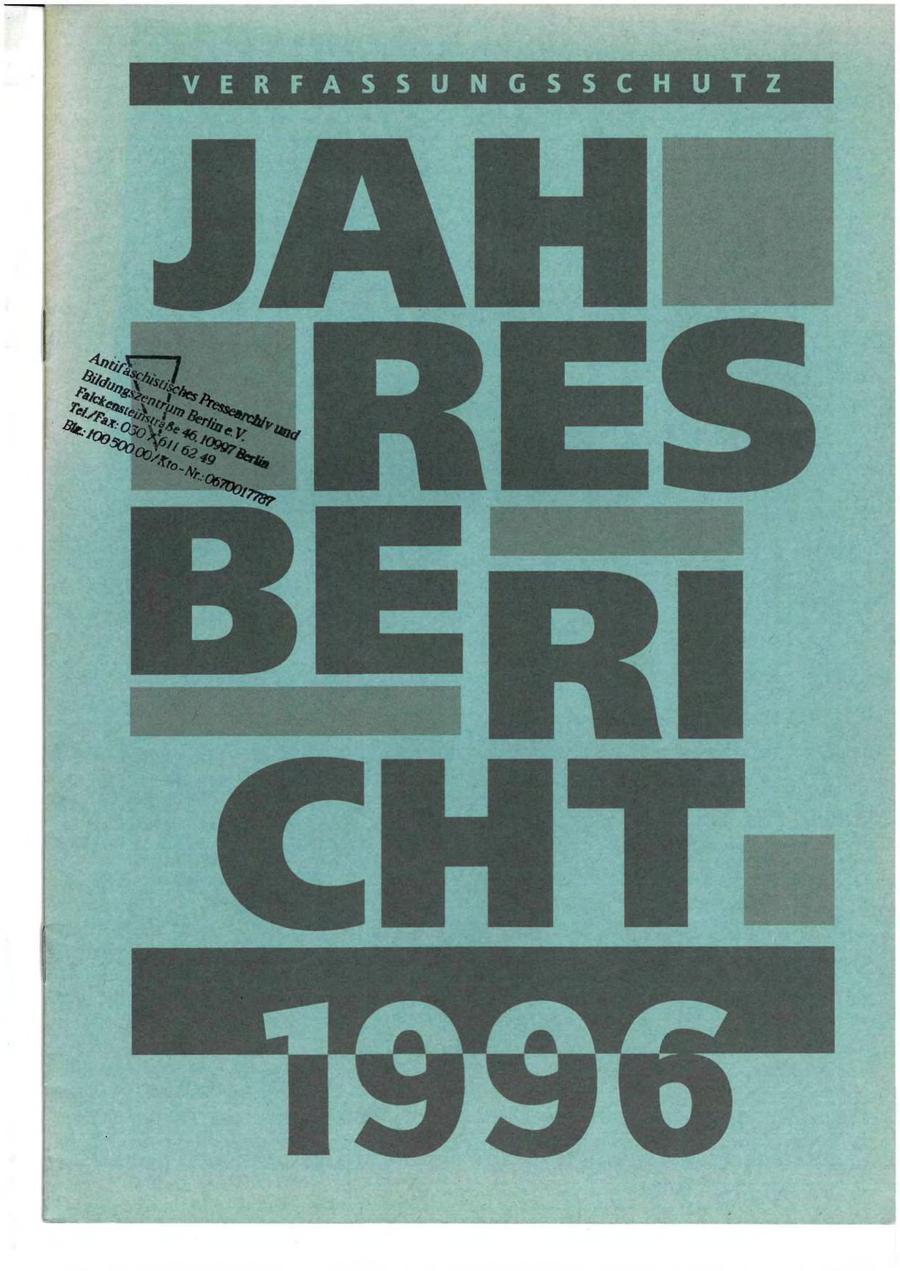 VERFASSUNGSSCHUTZ
JAH
RES
Antifaschistisches Pressearchiv und
Bildungszentrum Berlin e.V.
Falckensteinstraße 46, 10997 Berlin
Tel./Fax: 030 / 611 62 49
Blz.: 100 500 00 / Kto-Nr.: 0670017787
BE
RI
CHT.
1996